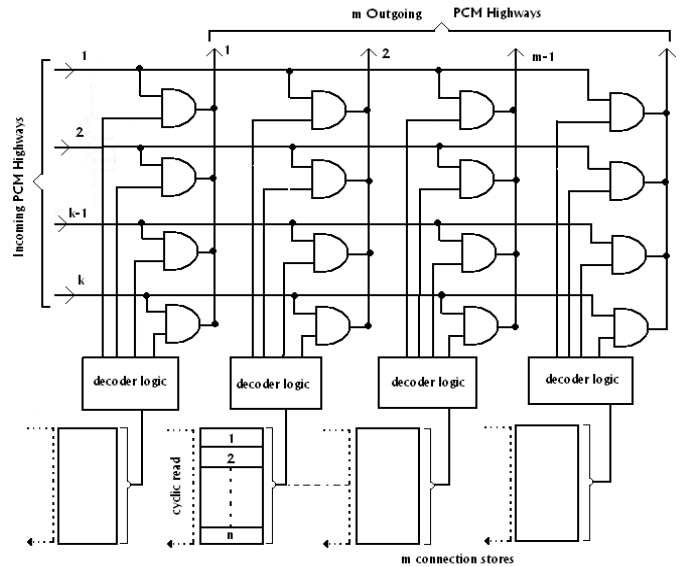 m Outgoing PCM Highways
1
1
2
m-1
Incoming PCM Highways
2
k-1
k
decoder logic
decoder logic
decoder logic
decoder logic
cyclic read
1
2
n
m connection stores